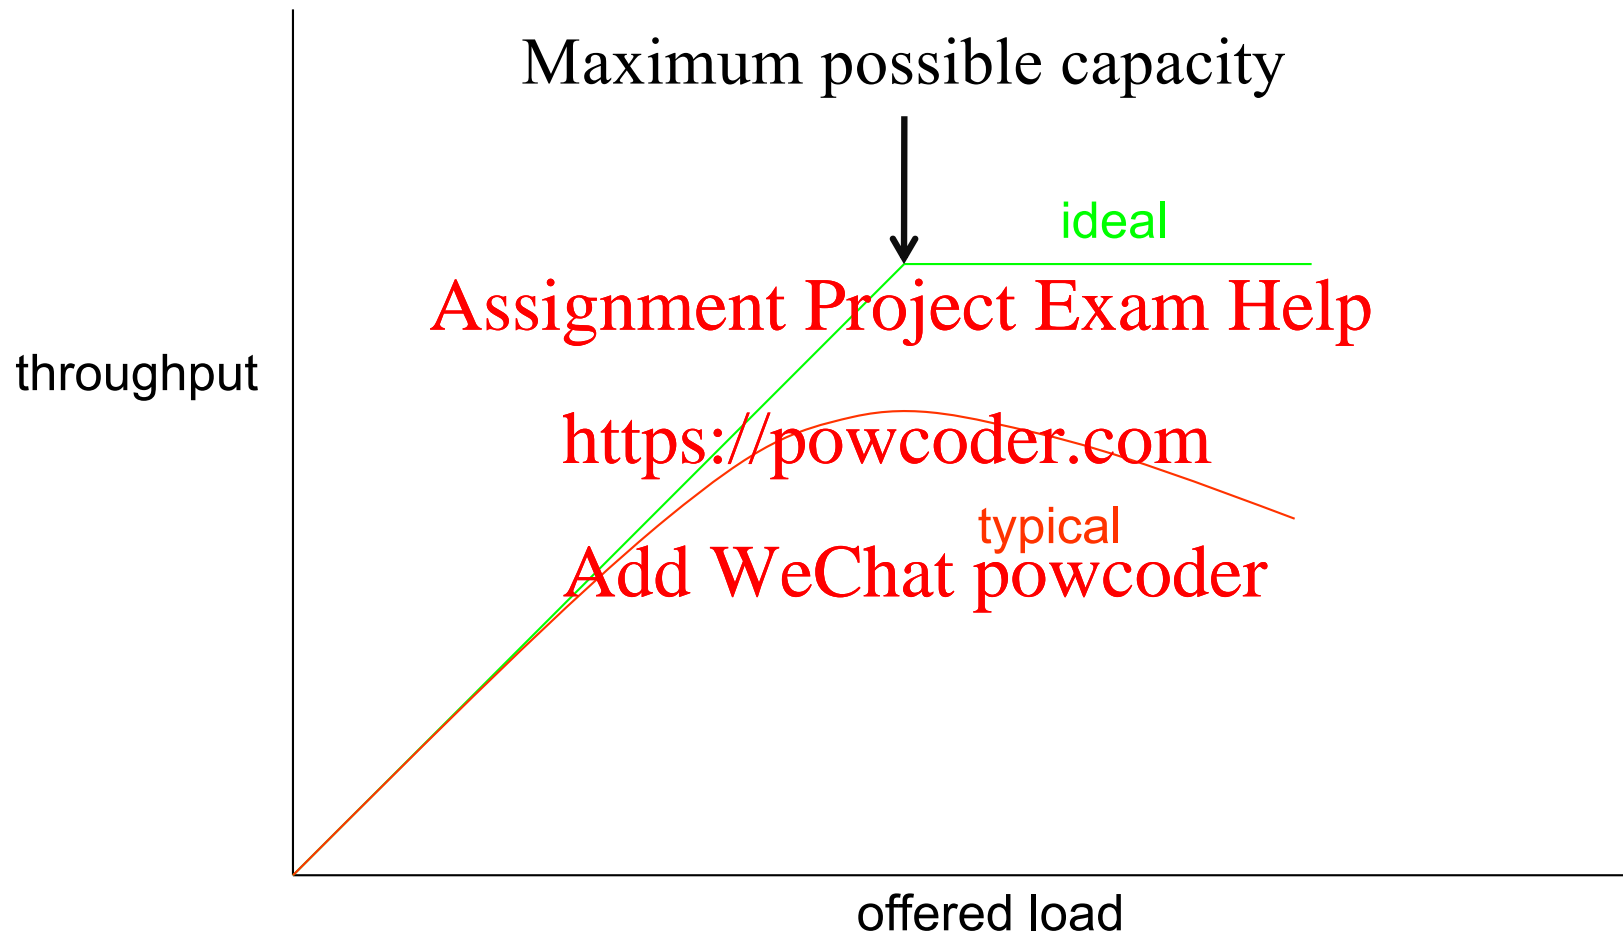 Maximum possible capacity
ideal
Assignment Project Exam Help
throughput
https://powcoder.com
typical
Add WeChat powcoder
offered load